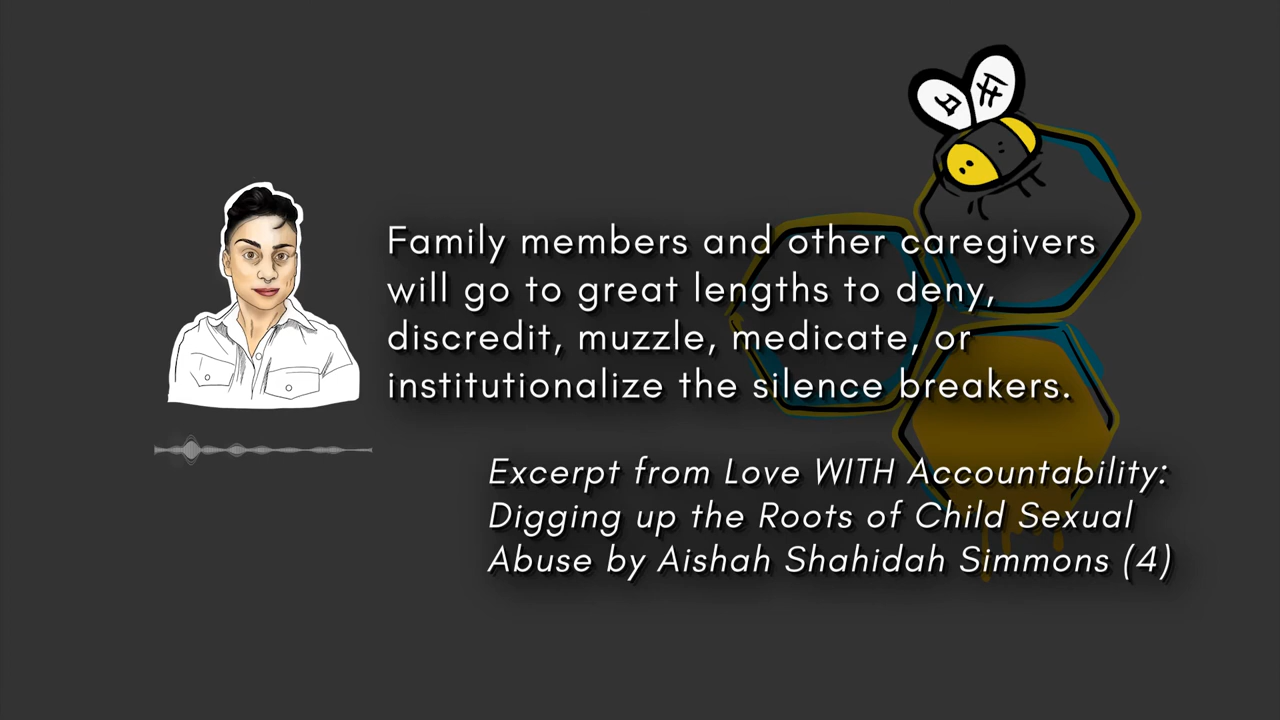 Family members and other caregivers
will go to great lengths to deny,
discredit, muzzle, medicate, or
institutionalize the silence breakers.
Excerpt from Love WITH Accountability:
Digging up the Roots of Child Sexual
Abuse by Aishah Shahidah Simmons (4)